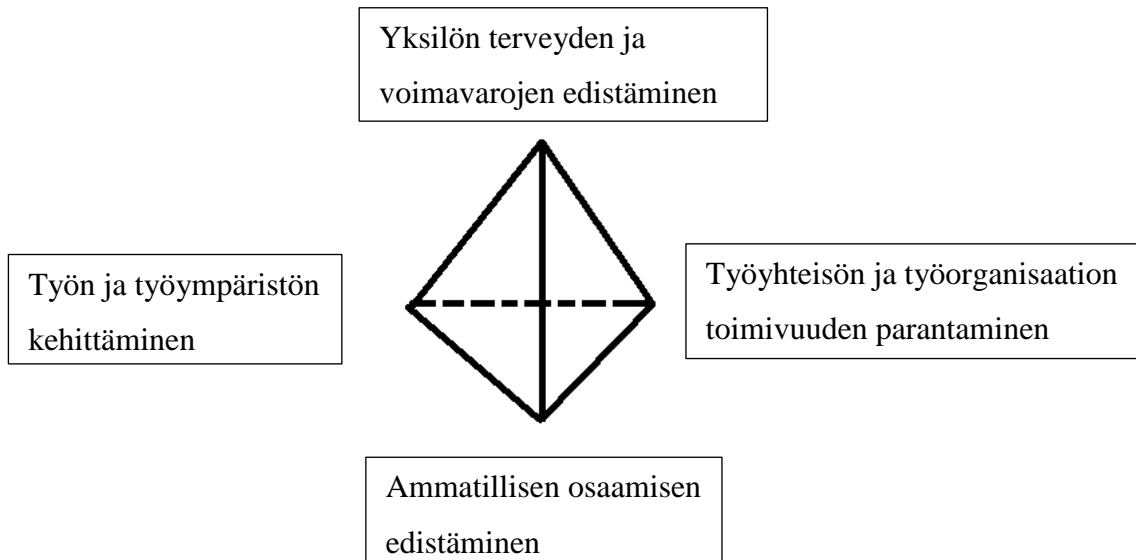 Yksilön terveyden ja
voimavarojen edistäminen
Työn ja työympäristön
kehittäminen
Työyhteisön ja työorganisaation
toimivuuden parantaminen
Ammatillisen osaamisen
edistäminen